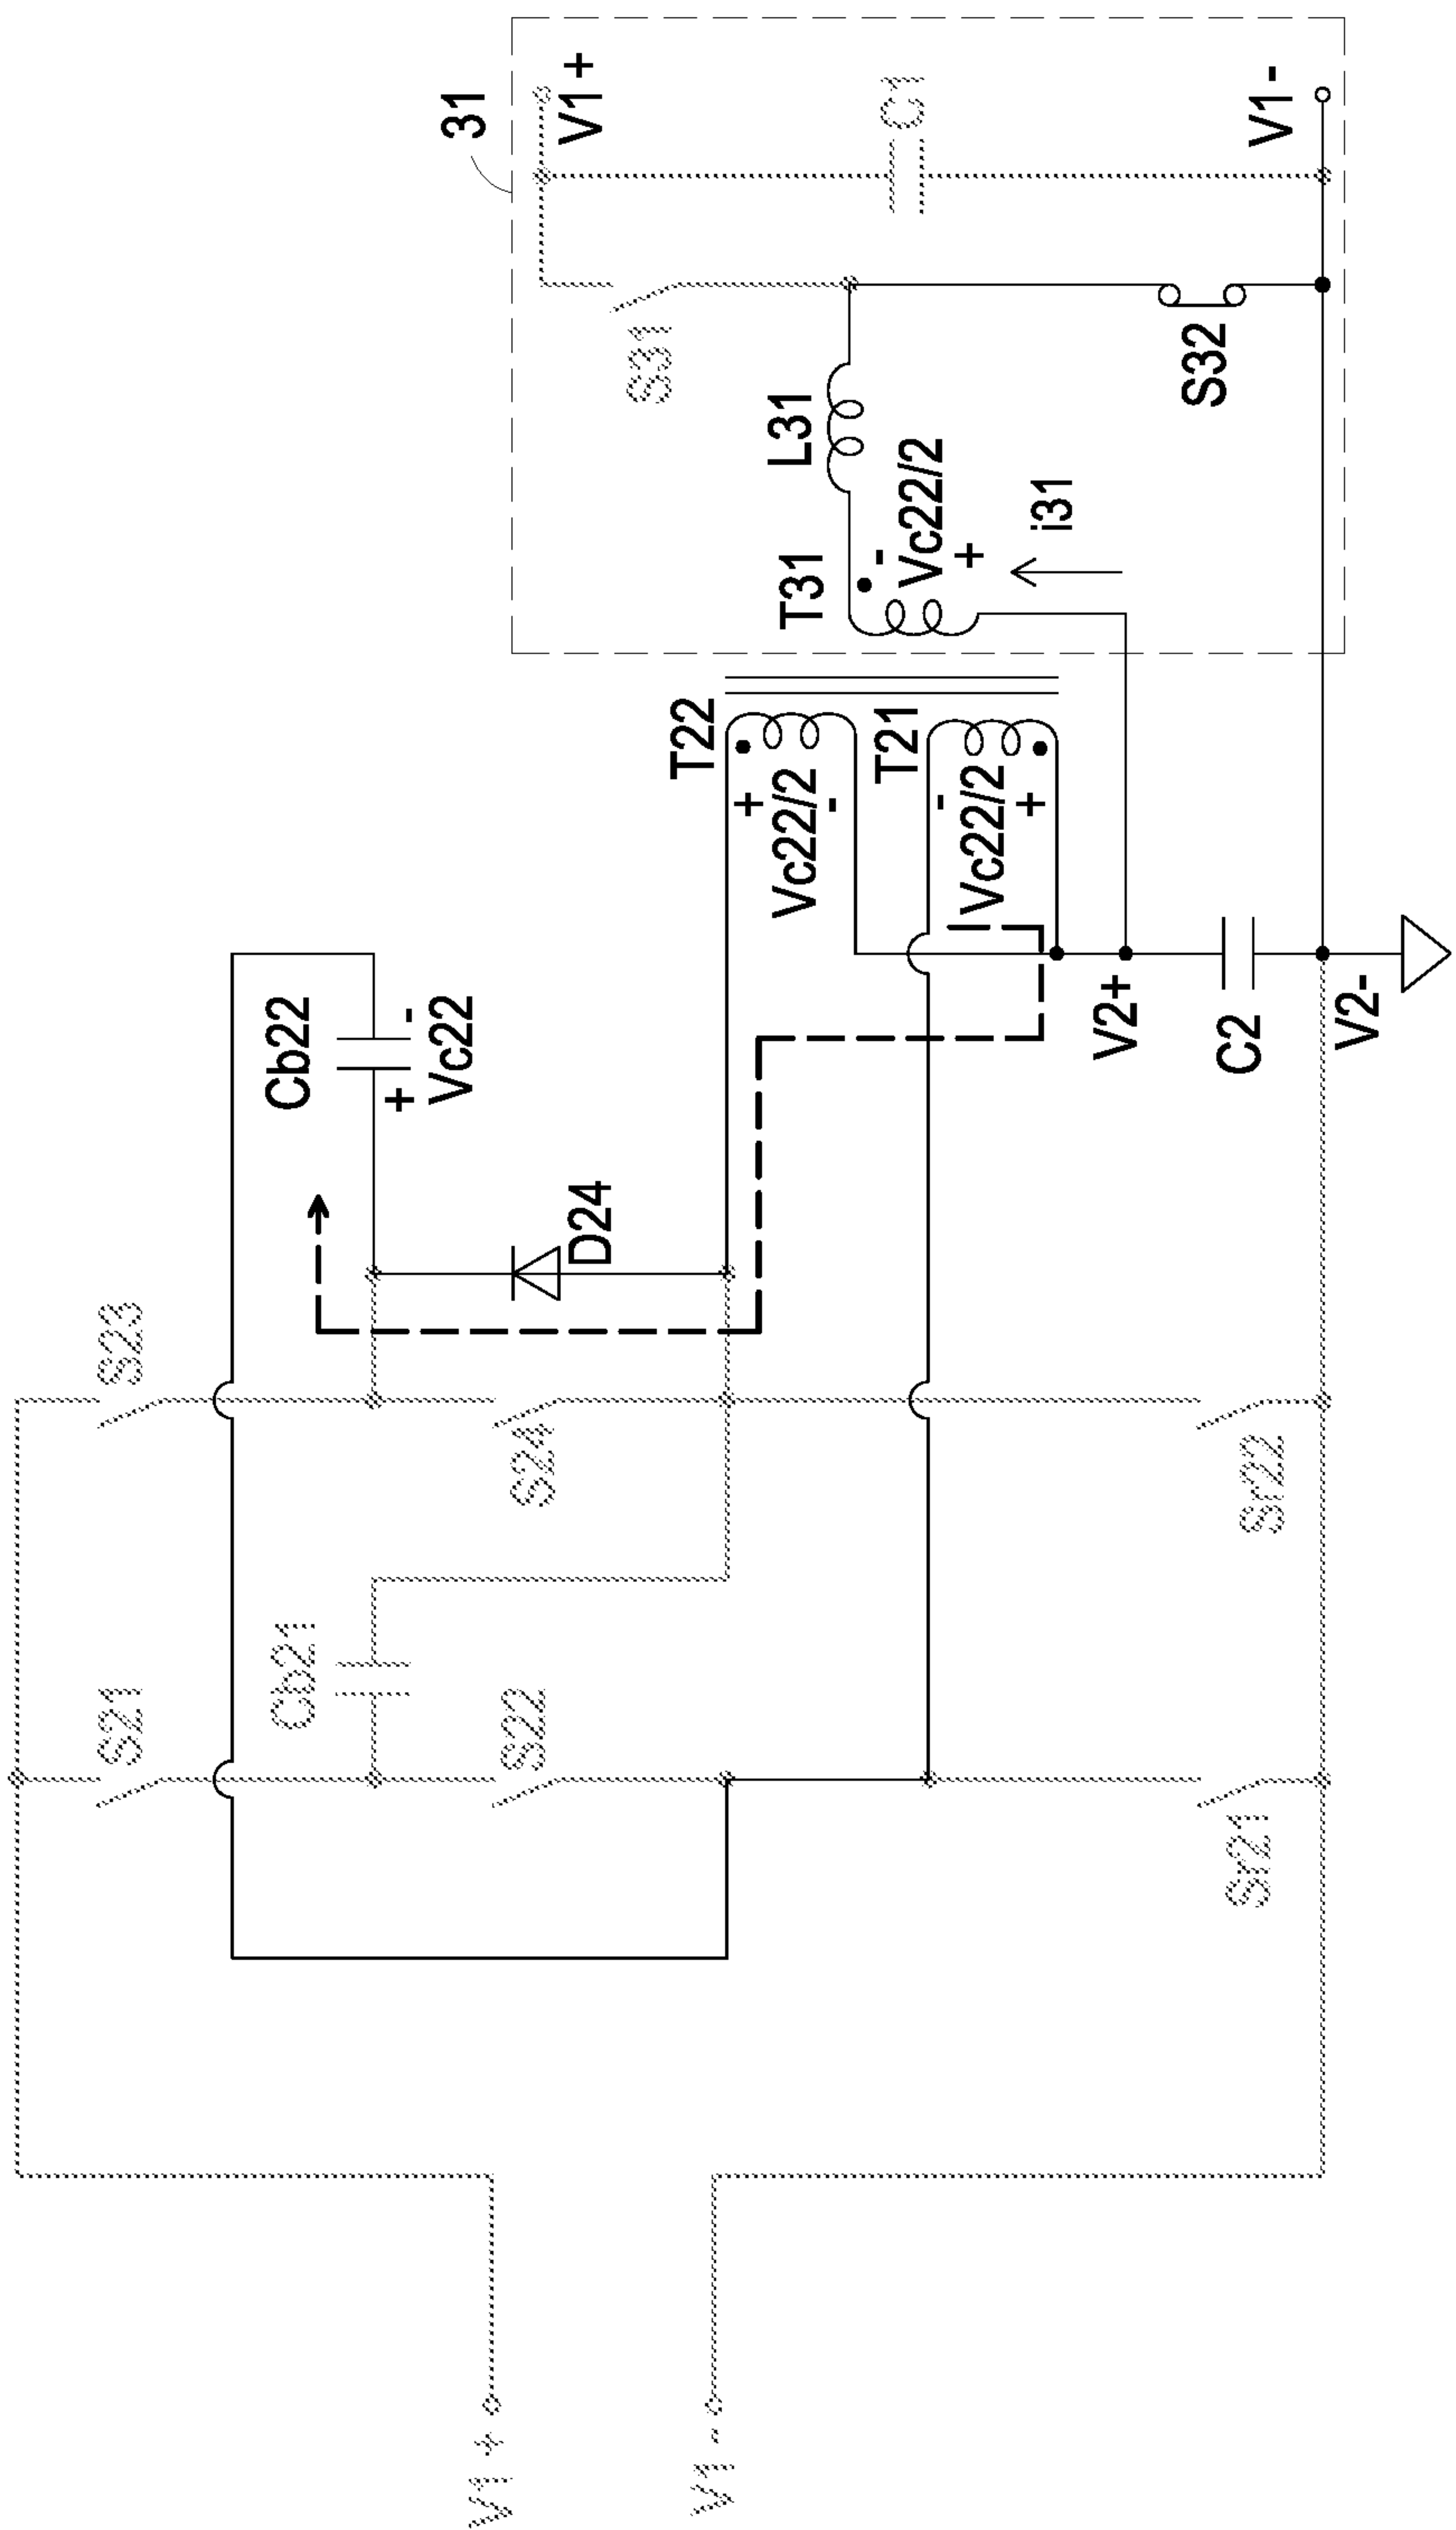 31
V1+
C1
V1-
S31
L31
S32
T31
-
Vc22/2
+
i31
T22
+
Vc22/2
-
T21
-
Vc22/2
+
Cb22
+
-
Vc22
V2+
C2
V2-
D24
S23
S24
Sr22
Cb21
S21
S22
Sr21
V1 +
V1 -